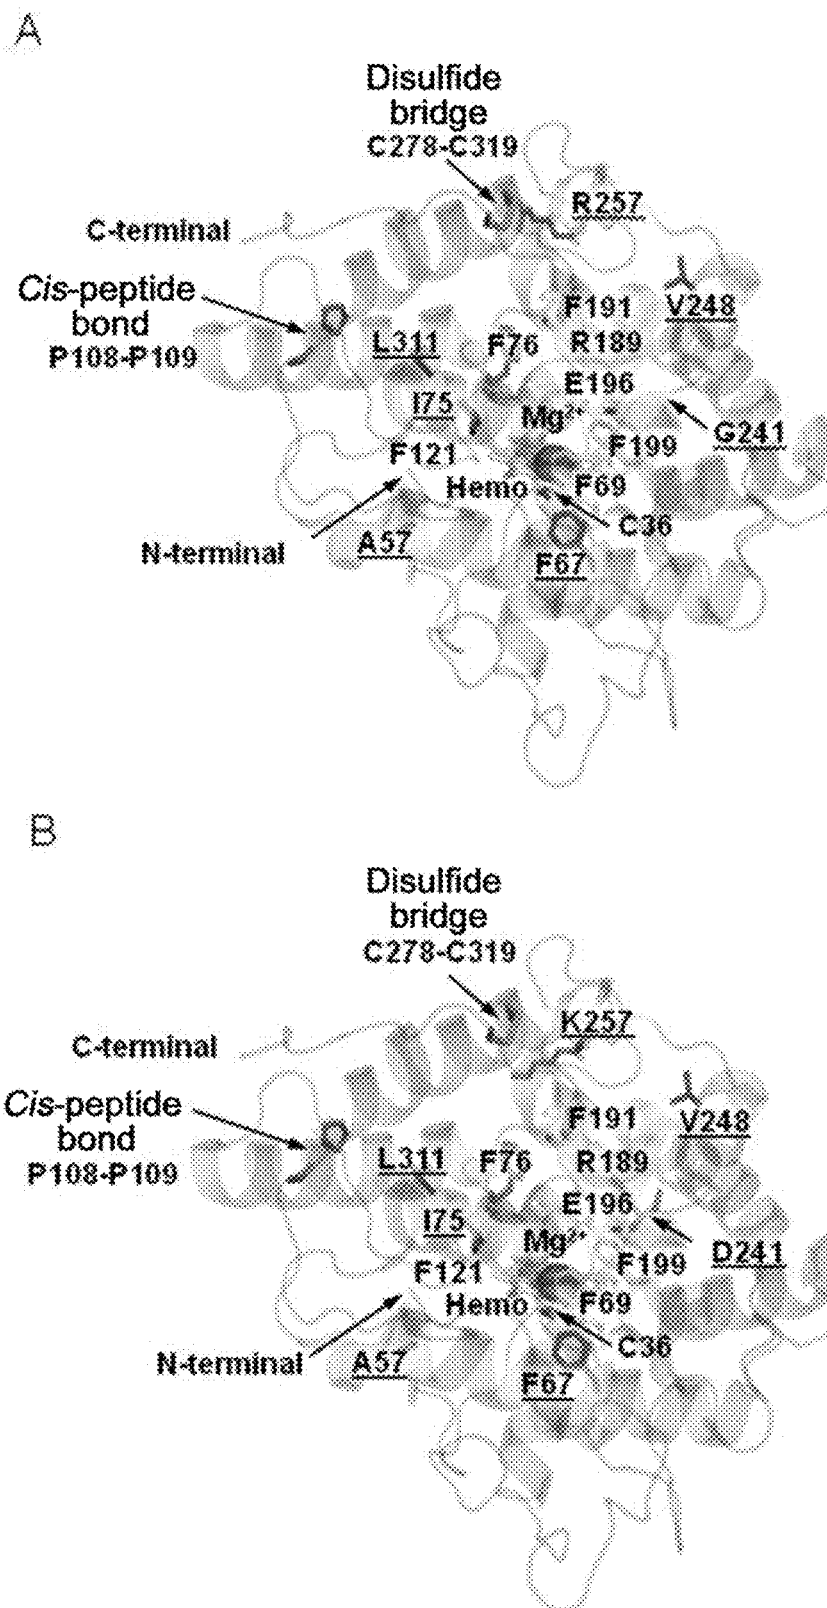 A
Disulfide
bridge
C278-C319
R257
C-terminal
Cis-peptide
bond
P108-P109
F191
V248
L311
F76
R189
E196
I75
Mg²⁺
G241
F121
F199
Hemo
F69
C36
N-terminal
A57
F67
B
Disulfide
bridge
C278-C319
K257
C-terminal
Cis-peptide
bond
P108-P109
F191
V248
L311
F76
R189
E196
I75
Mg²⁺
D241
F121
F199
Hemo
F69
C36
N-terminal
A57
F67